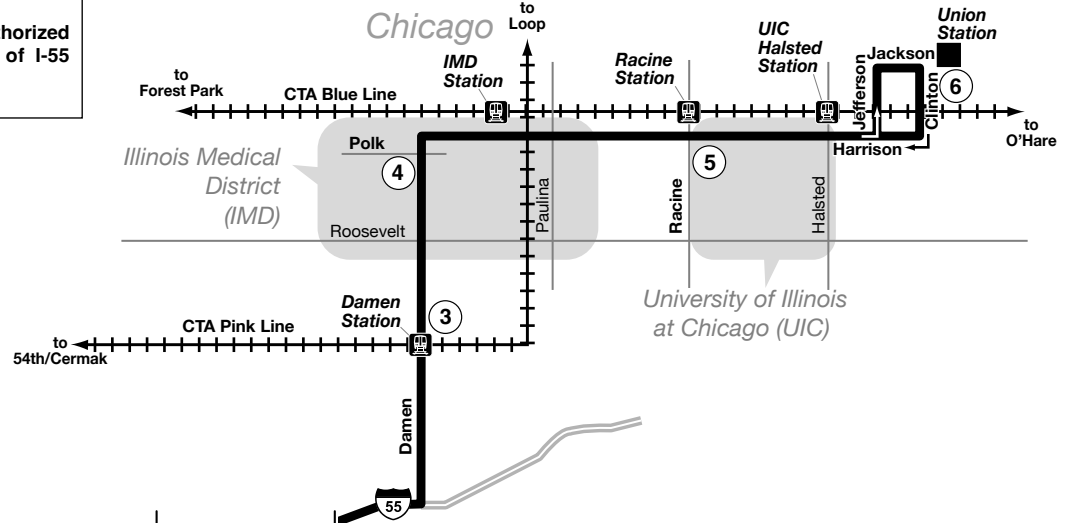 thorized
of I-55
Chicago
to
Loop
Union
Station
UIC
Halsted
Station
IMD
Station
Racine
Station
Jackson
to
Forest Park
CTA Blue Line
Jefferson
Clinton
6
to
O'Hare
Harrison
Polk
Illinois Medical
District
(IMD)
4
5
Paulina
Racine
Halsted
Roosevelt
University of Illinois
at Chicago (UIC)
Damen
Station
3
CTA Pink Line
to
54th/Cermak
Damen
55